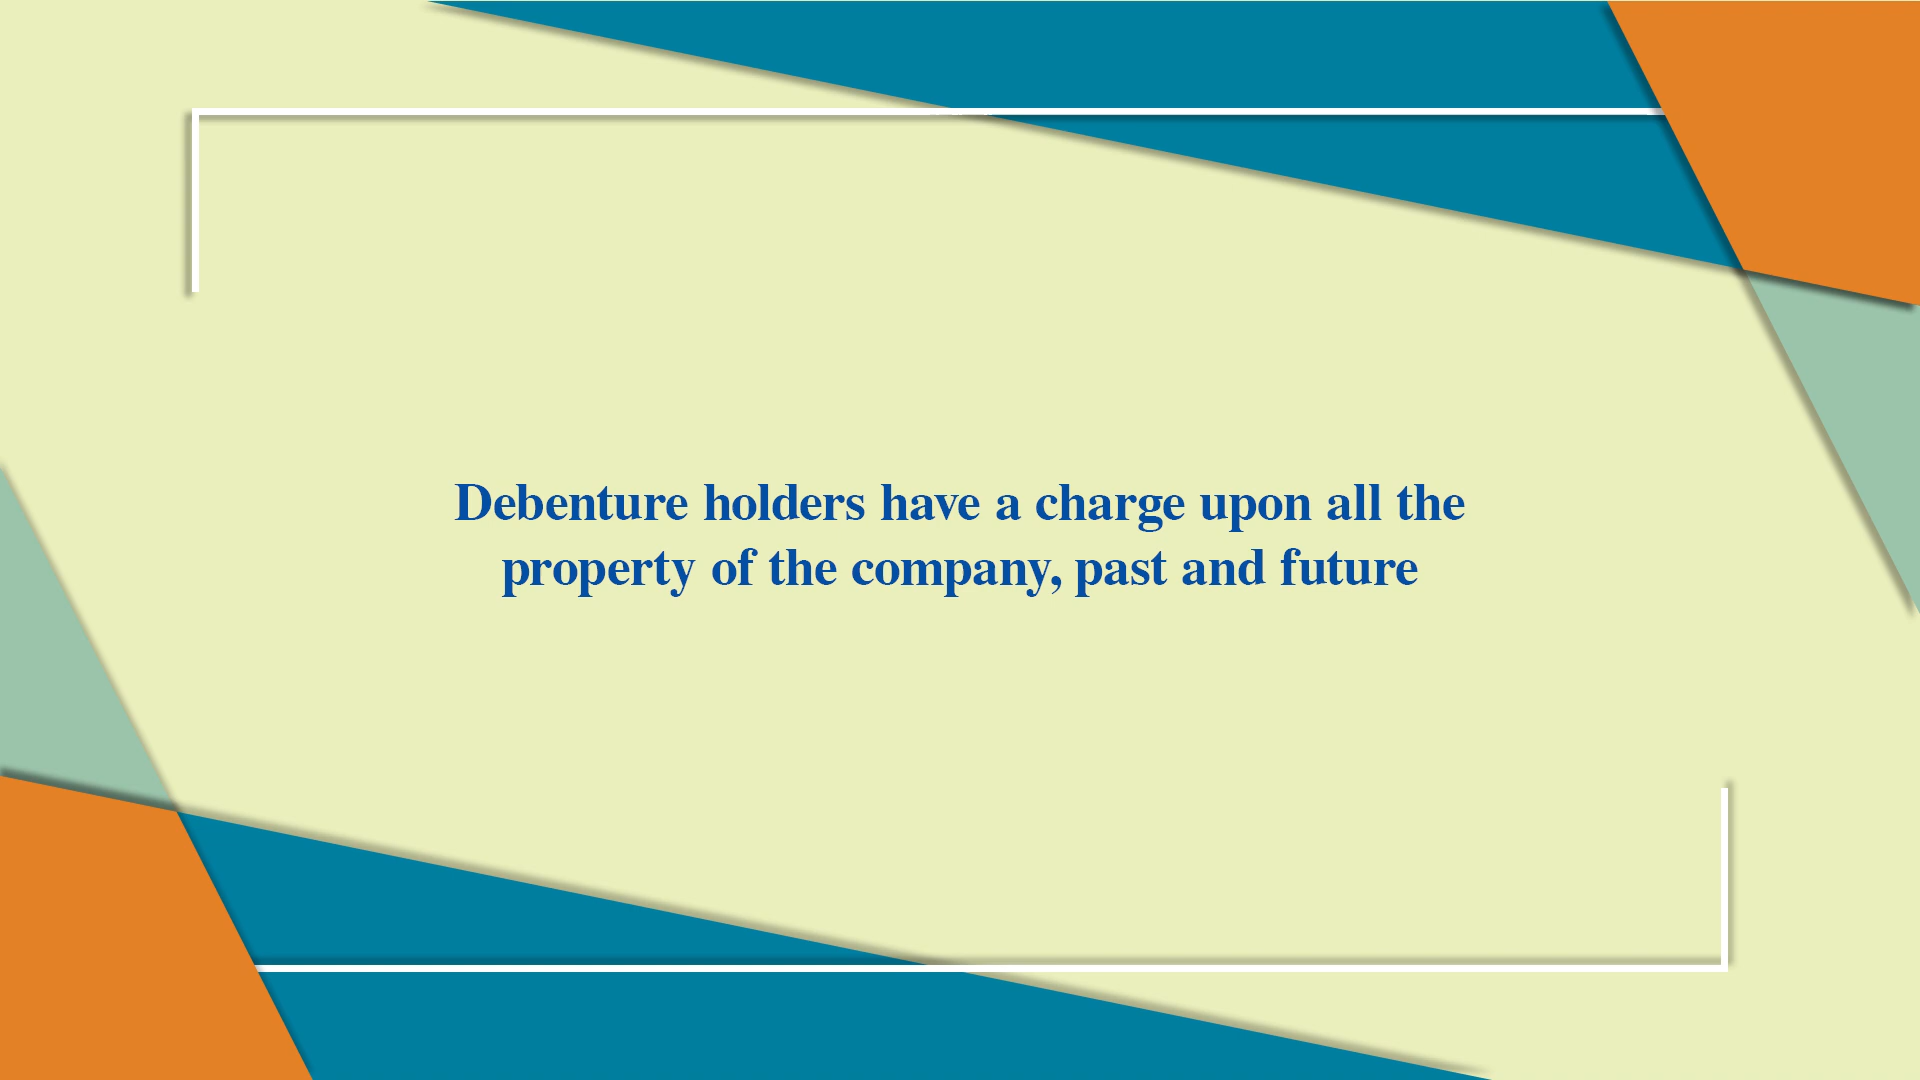 Debenture holders have a charge upon all the
property of the company, past and future